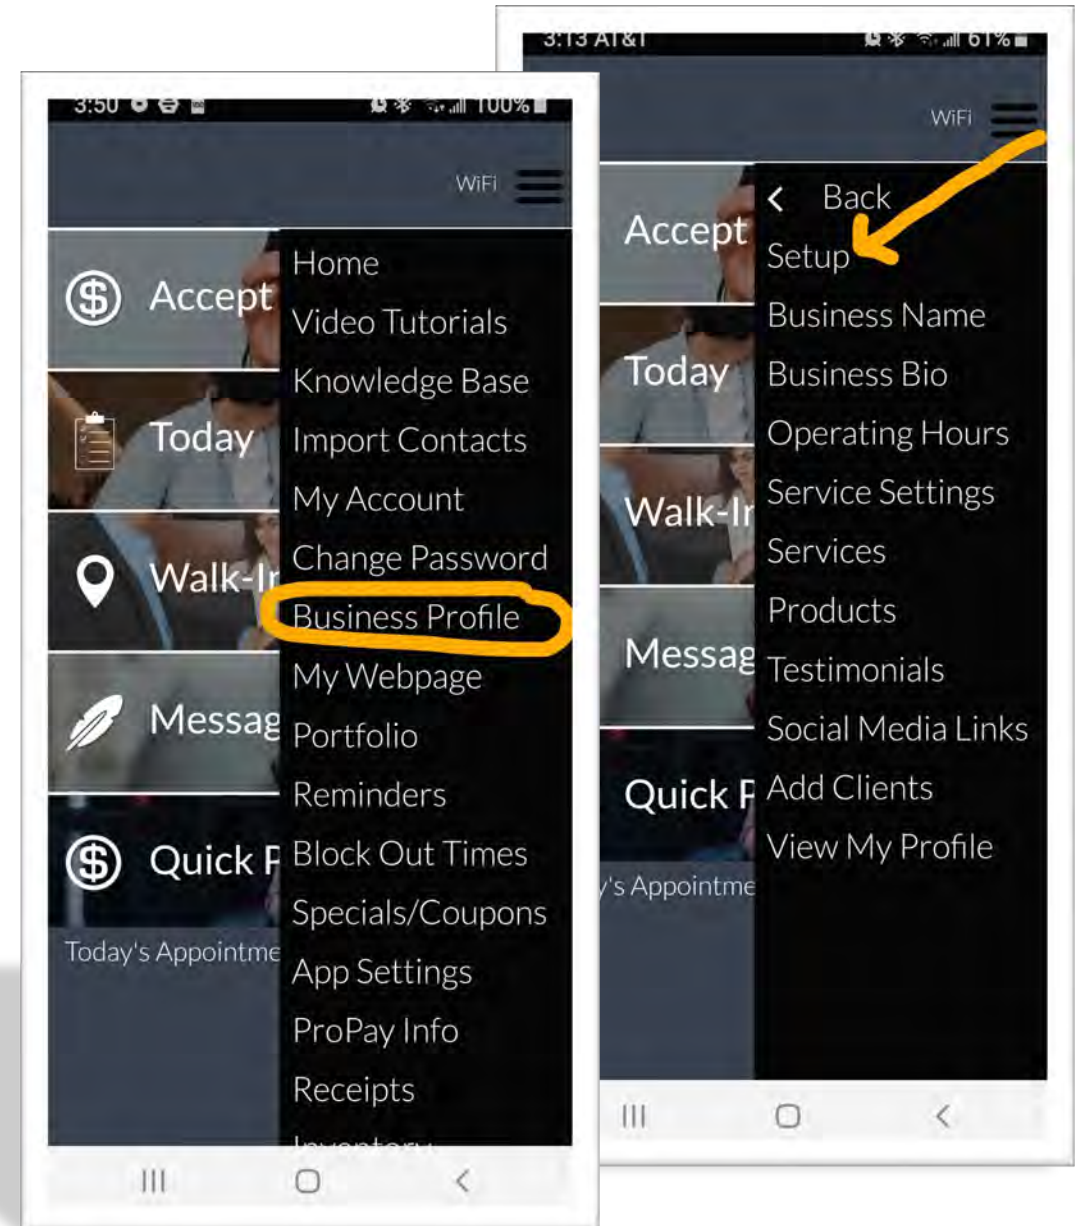 3:50
100%
WiFi
Accept
Today
Walk-In
Messag
Quick P
Today's Appointme
Home
Video Tutorials
Knowledge Base
Import Contacts
My Account
Change Password
Business Profile
My Webpage
Portfolio
Reminders
Block Out Times
Specials/Coupons
App Settings
ProPay Info
Receipts
Inventory
3:13 AT&T
61%
WiFi
Accept
Today
Walk-In
Messag
Quick P
y's Appointme
Back
Setup
Business Name
Business Bio
Operating Hours
Service Settings
Services
Products
Testimonials
Social Media Links
Add Clients
View My Profile